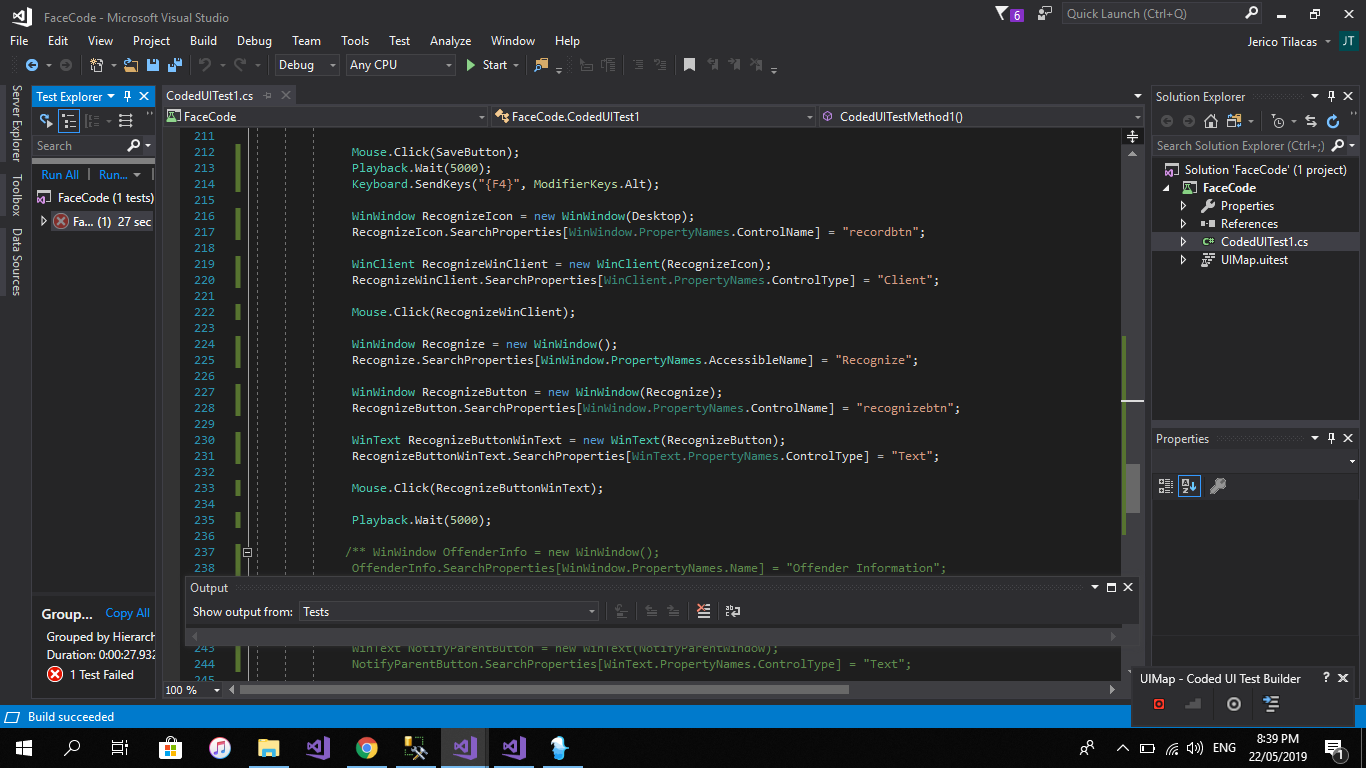 FaceCode - Microsoft Visual Studio
6
Quick Launch (Ctrl+Q)
File Edit View Project Build Debug Team Tools Test Analyze Window Help
Jerico Tilacas JT
Debug Any CPU Start
Server Explorer
Toolbox
Data Sources
Test Explorer
Search
Run All | Run... |
FaceCode (1 tests)
Fa... (1) 27 sec
Group... Copy All
Grouped by Hierarch
Duration: 0:00:27.932
1 Test Failed
CodedUITest1.cs
FaceCode FaceCode.CodedUITest1 CodedUITestMethod1()
211
212 Mouse.Click(SaveButton);
213 Playback.Wait(5000);
214 Keyboard.SendKeys("{F4}", ModifierKeys.Alt);
215
216 WinWindow RecognizeIcon = new WinWindow(Desktop);
217 RecognizeIcon.SearchProperties[WinWindow.PropertyNames.ControlName] = "recordbtn";
218
219 WinClient RecognizeWinClient = new WinClient(RecognizeIcon);
220 RecognizeWinClient.SearchProperties[WinClient.PropertyNames.ControlType] = "Client";
221
222 Mouse.Click(RecognizeWinClient);
223
224 WinWindow Recognize = new WinWindow();
225 Recognize.SearchProperties[WinWindow.PropertyNames.AccessibleName] = "Recognize";
226
227 WinWindow RecognizeButton = new WinWindow(Recognize);
228 RecognizeButton.SearchProperties[WinWindow.PropertyNames.ControlName] = "recognizebtn";
229
230 WinText RecognizeButtonWinText = new WinText(RecognizeButton);
231 RecognizeButtonWinText.SearchProperties[WinText.PropertyNames.ControlType] = "Text";
232
233 Mouse.Click(RecognizeButtonWinText);
234
235 Playback.Wait(5000);
236
237 /** WinWindow OffenderInfo = new WinWindow();
238 OffenderInfo.SearchProperties[WinWindow.PropertyNames.Name] = "Offender Information";
Output
Show output from: Tests
243 WinText NotifyParentButton = new WinText(NotifyParentWindow);
244 NotifyParentButton.SearchProperties[WinText.PropertyNames.ControlType] = "Text";
245
100 %
Solution Explorer
Search Solution Explorer (Ctrl+;)
Solution 'FaceCode' (1 project)
FaceCode
Properties
References
C# CodedUITest1.cs
UIMap.uitest
Properties
UIMap - Coded UI Test Builder ?
Build succeeded
ENG
8:39 PM
22/05/2019
1